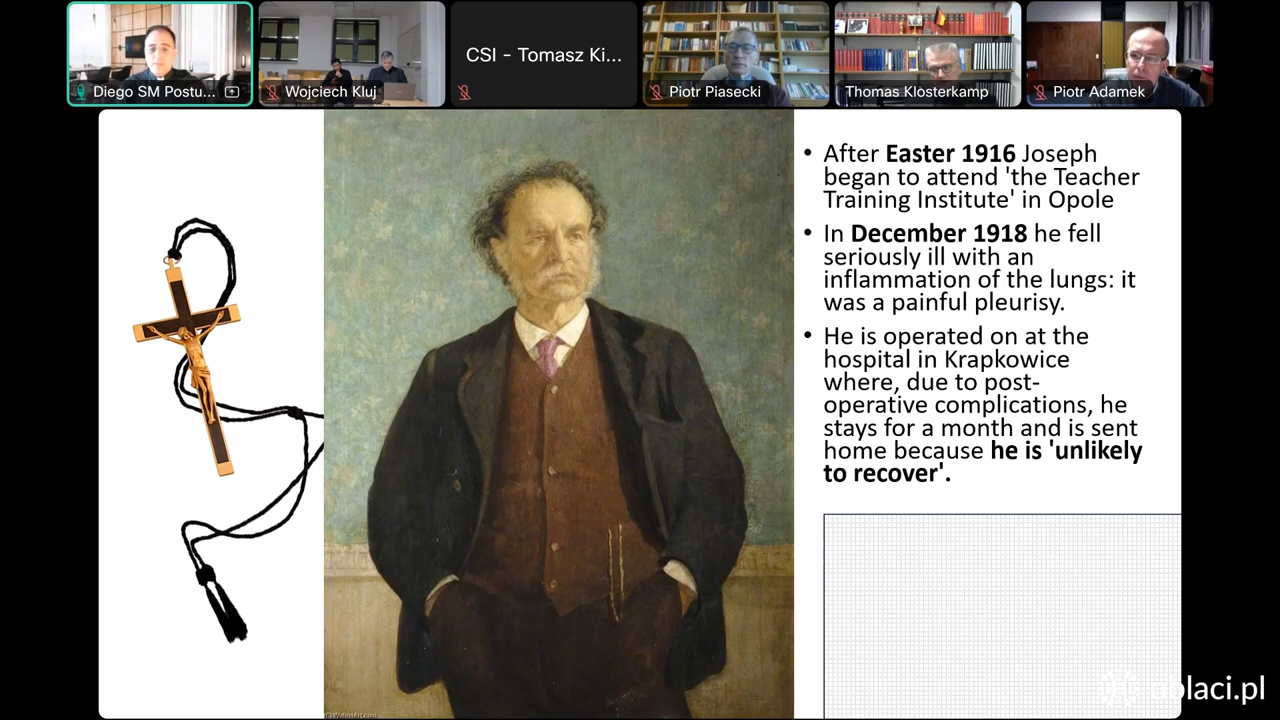 Diego SM Postu...
Wojciech Kluj
CSI - Tomasz Ki...
Piotr Piasecki
Thomas Klosterkamp
Piotr Adamek
• After Easter 1916 Joseph
began to attend 'the Teacher
Training Institute' in Opole
• In December 1918 he fell
seriously ill with an
inflammation of the lungs: it
was a painful pleurisy.
• He is operated on at the
hospital in Krapkowice
where, due to post-
operative complications, he
stays for a month and is sent
home because he is 'unlikely
to recover'.
oblaci.pl